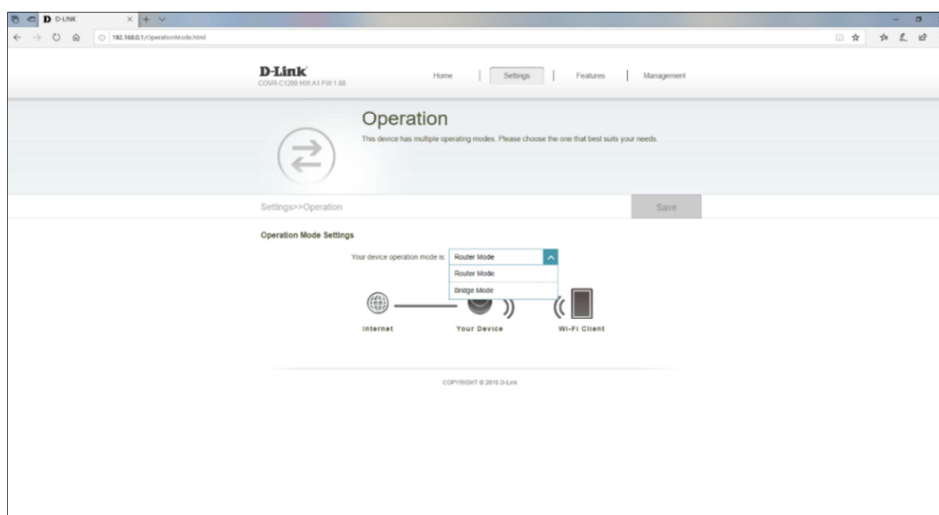 D-LINK
192.168.0.1/OperationMode.html
D-Link
COVR-C1200 HW:A1 FW:1.00
Home | Settings | Features | Management
Operation
This device has multiple operating modes. Please choose the one that best suits your needs.
Settings>>Operation
Save
Operation Mode Settings
Your device operation mode is: Router Mode
Router Mode
Bridge Mode
Internet
Your Device
Wi-Fi Client
COPYRIGHT © 2016 D-Link